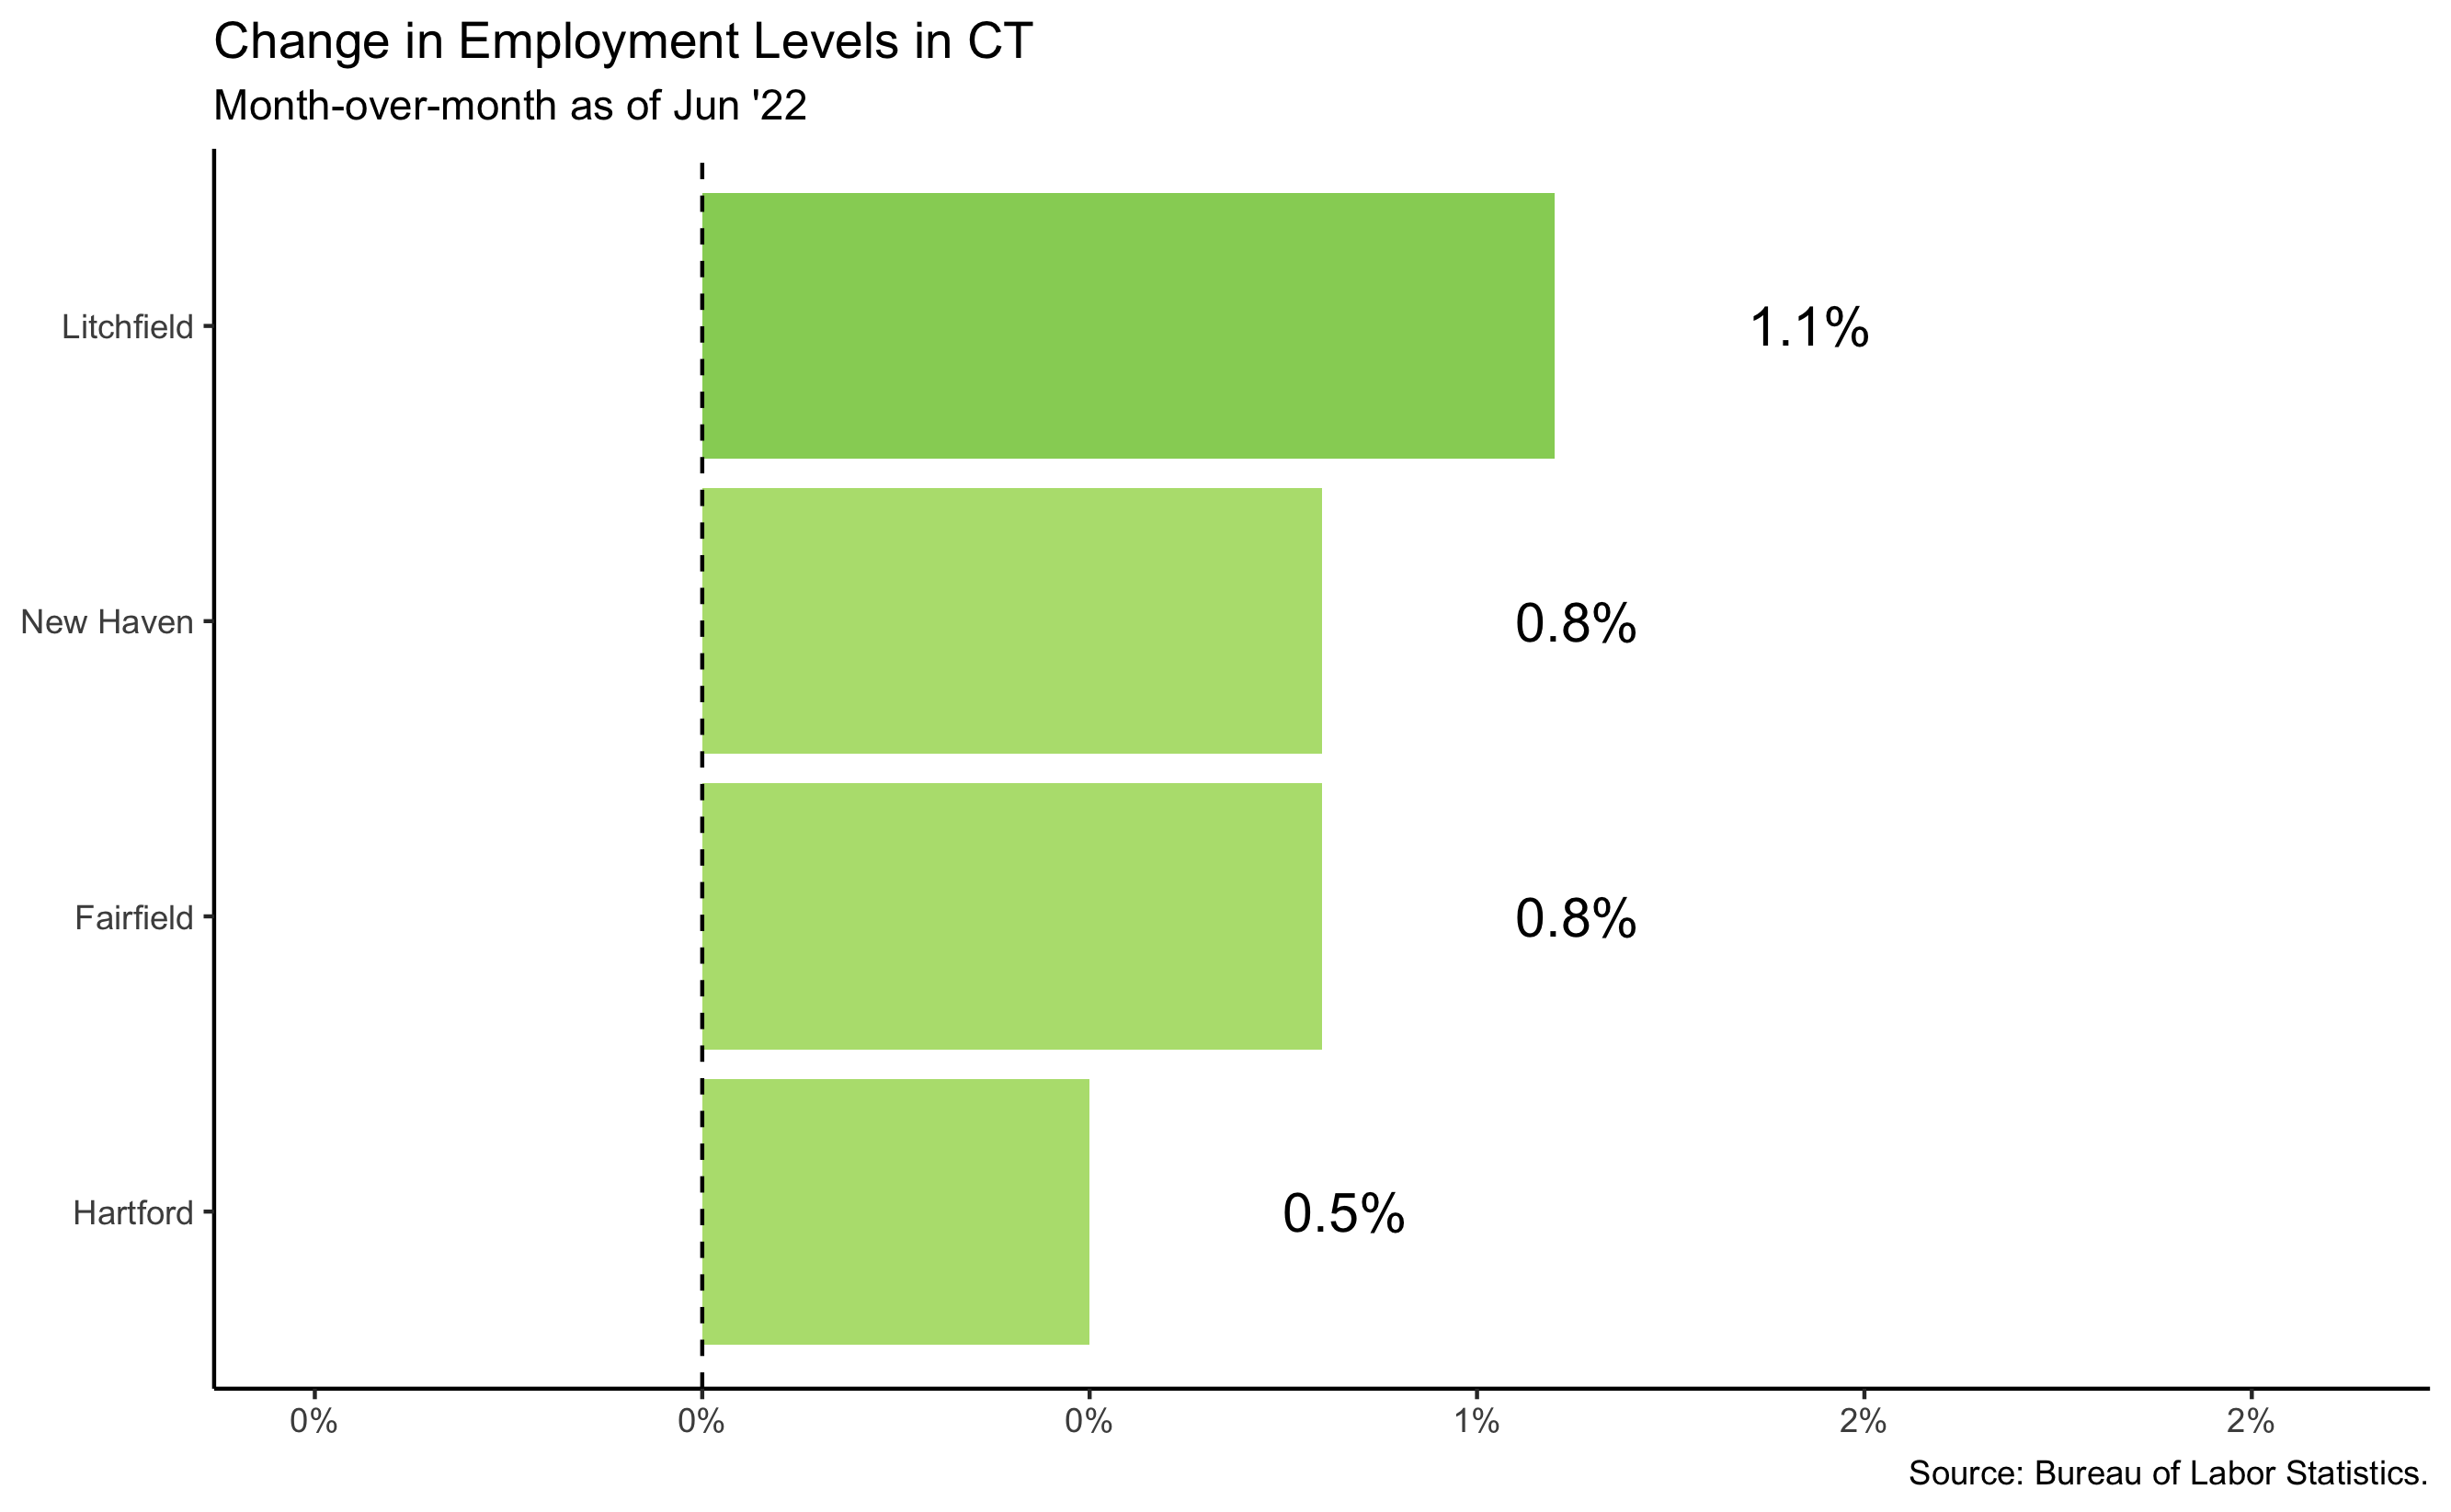 Change in Employment Levels in CT
Month-over-month as of Jun '22
Litchfield
1.1%
New Haven
0.8%
Fairfield
0.8%
Hartford
0.5%
0% 0% 0% 1% 2% 2%
Source: Bureau of Labor Statistics.